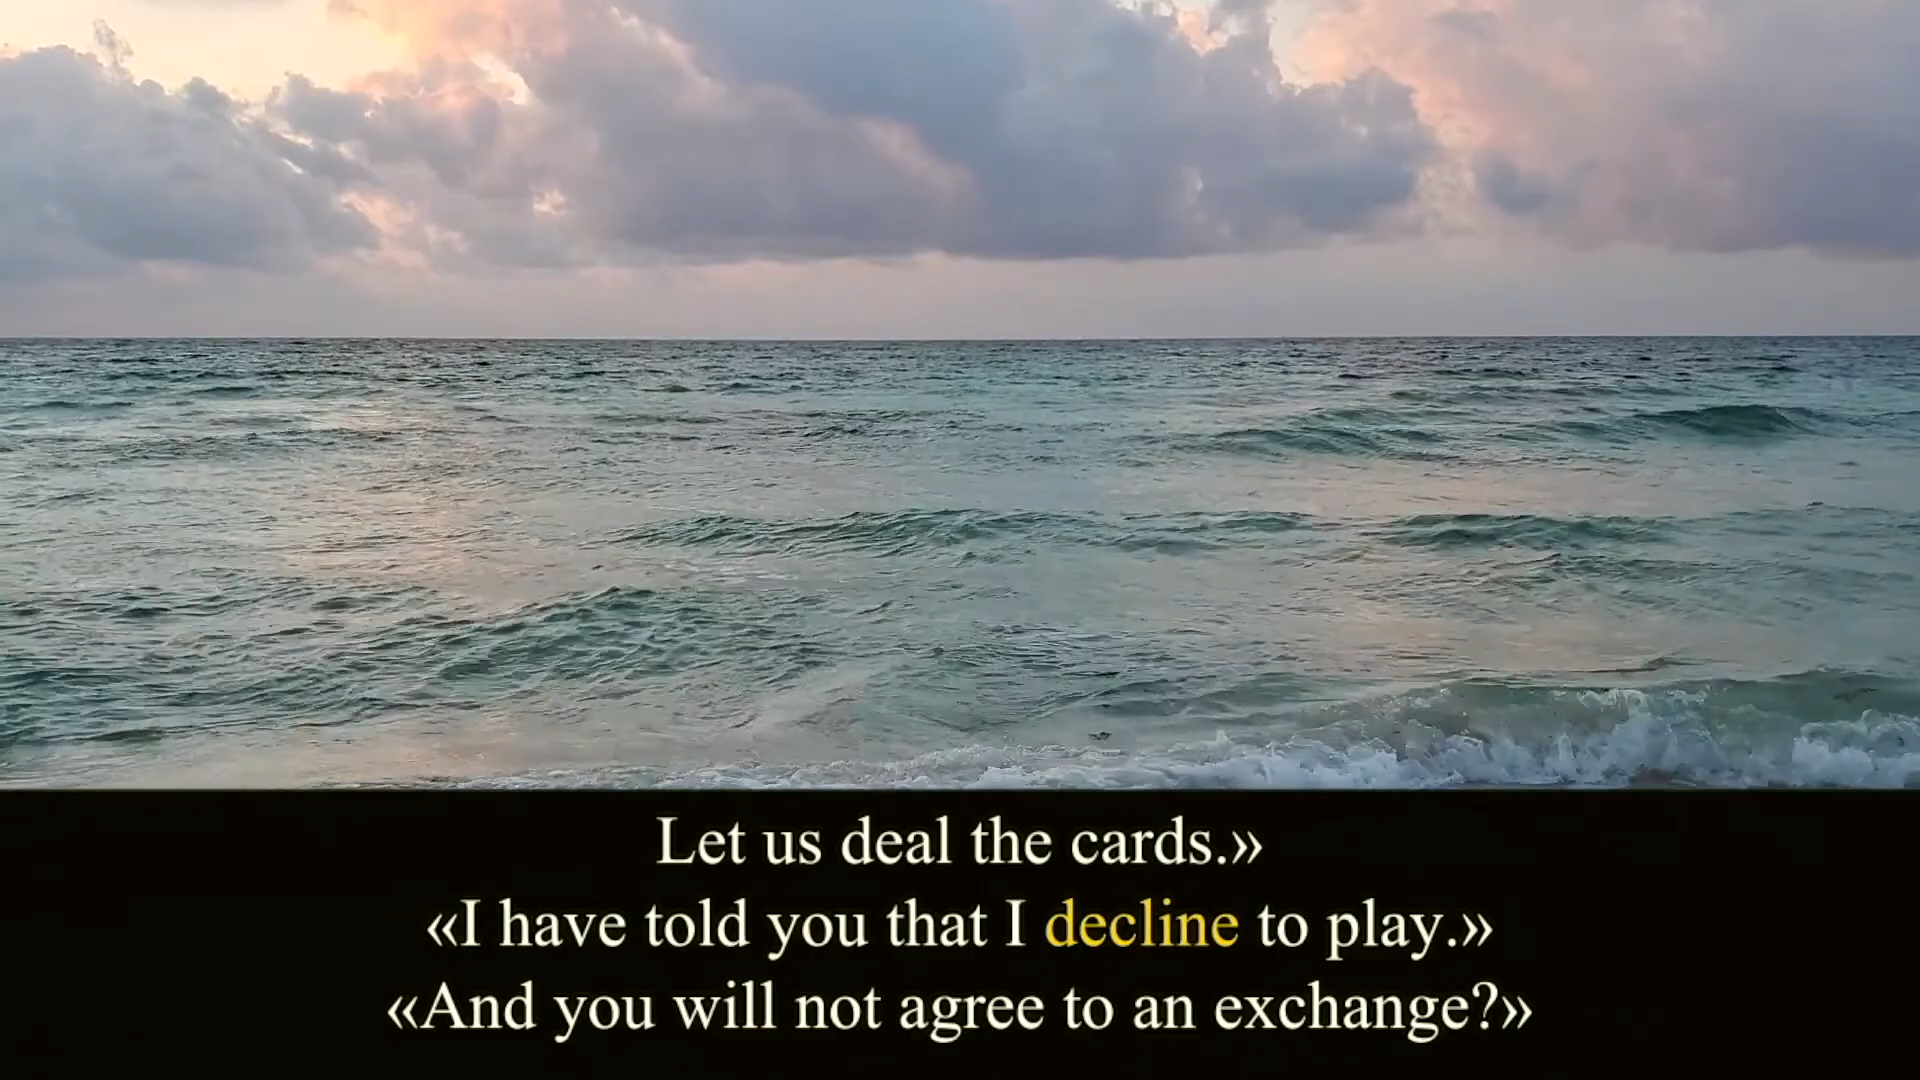 Let us deal the cards.»
«I have told you that I decline to play.»
«And you will not agree to an exchange?»